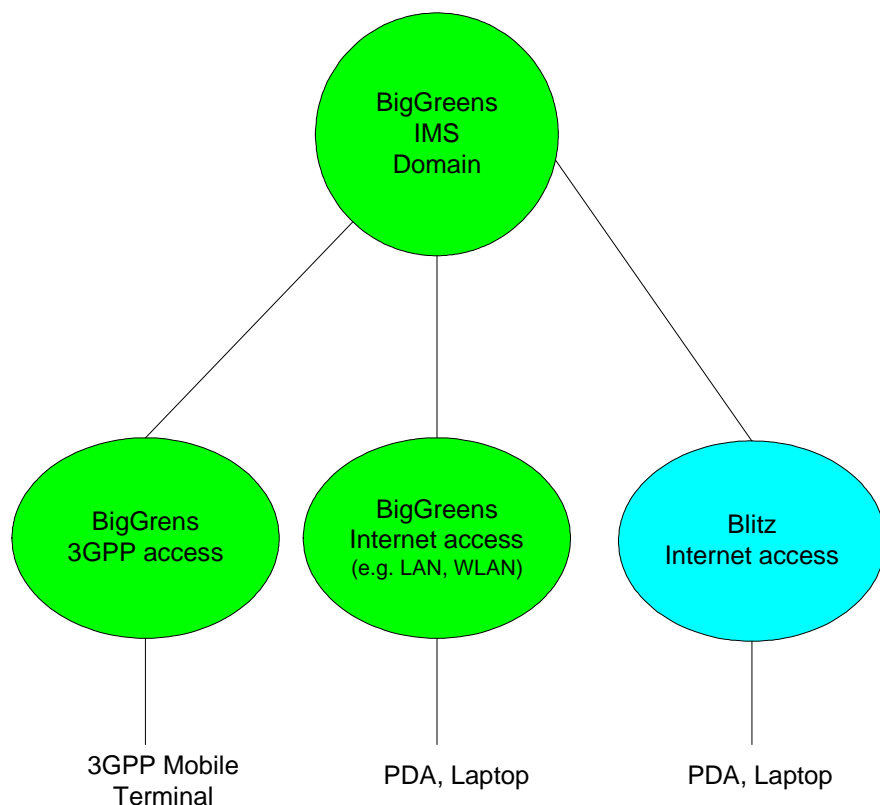 BigGreens
IMS
Domain
BigGrens
3GPP access
BigGreens
Internet access
(e.g. LAN, WLAN)
Blitz
Internet access
3GPP Mobile
Terminal
PDA, Laptop
PDA, Laptop